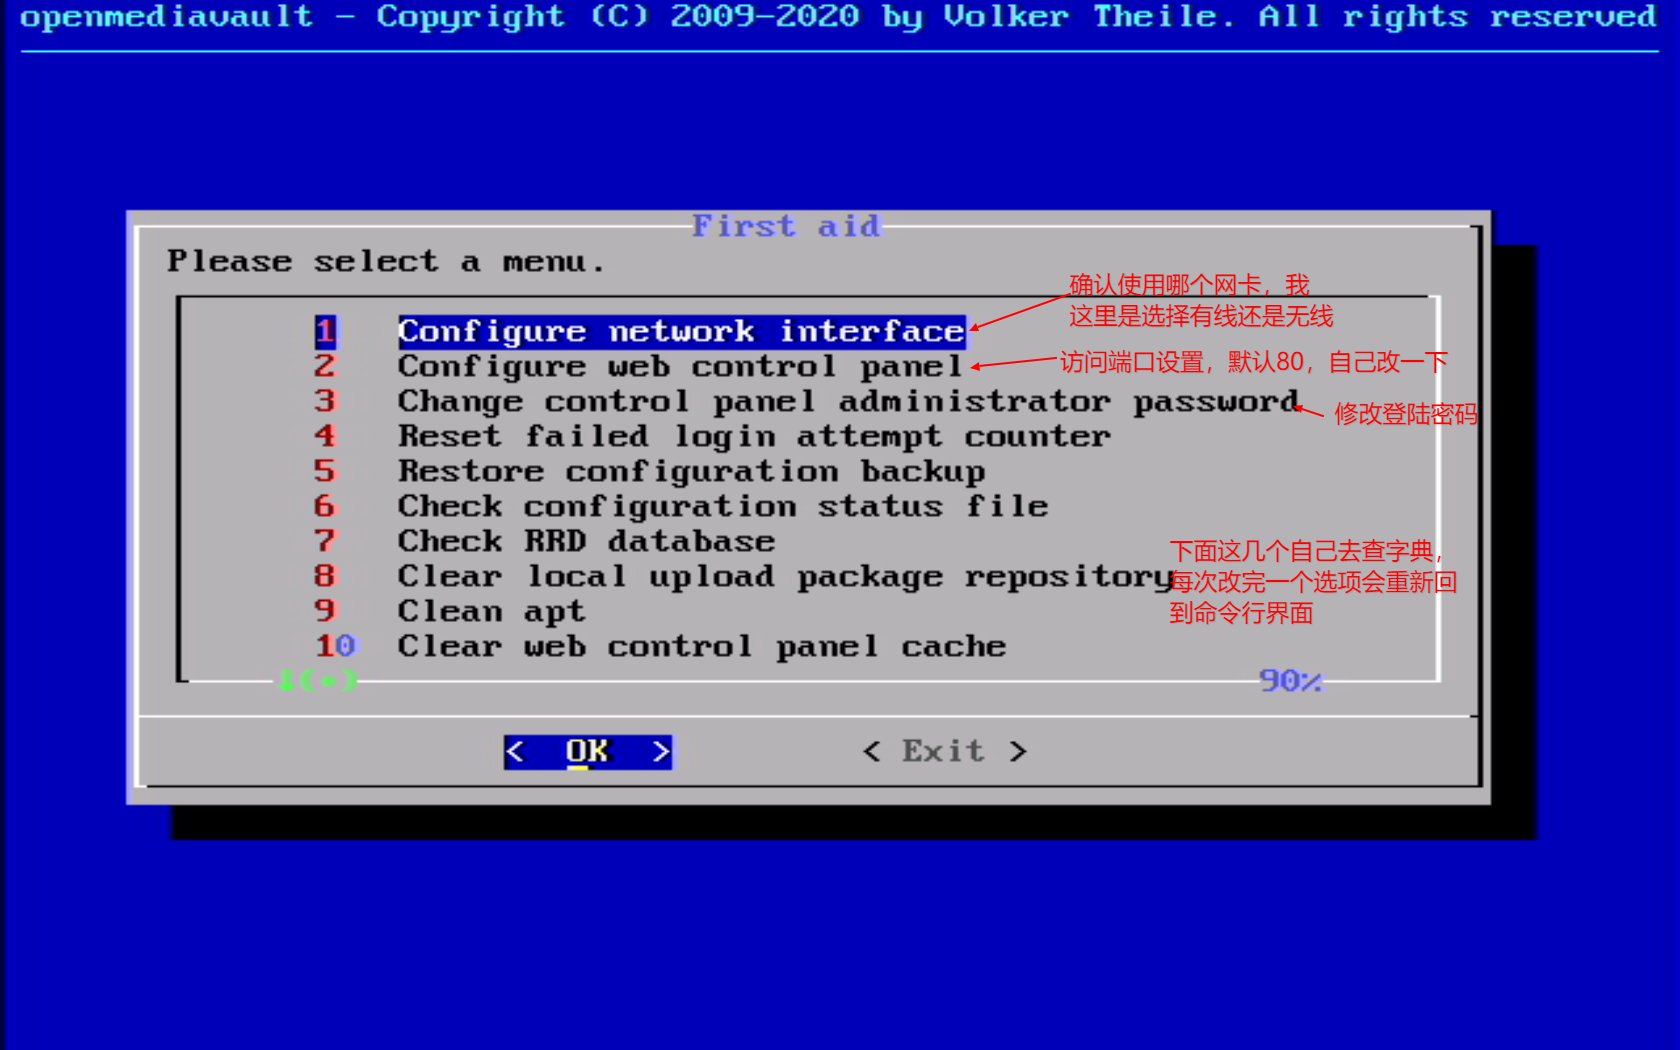 openmediavault - Copyright (C) 2009-2020 by Volker Theile. All rights reserved
First aid
Please select a menu.
确认使用哪个网卡，我
这里是选择有线还是无线
1 Configure network interface
2 Configure web control panel
访问端口设置，默认80，自己改一下
3 Change control panel administrator password
修改登陆密码
4 Reset failed login attempt counter
5 Restore configuration backup
6 Check configuration status file
7 Check RRD database
8 Clear local upload package repository
下面这几个自己去查字典，
每次改完一个选项会重新回
到命令行界面
9 Clean apt
10 Clear web control panel cache
↓(+) 90%
< OK > < Exit >